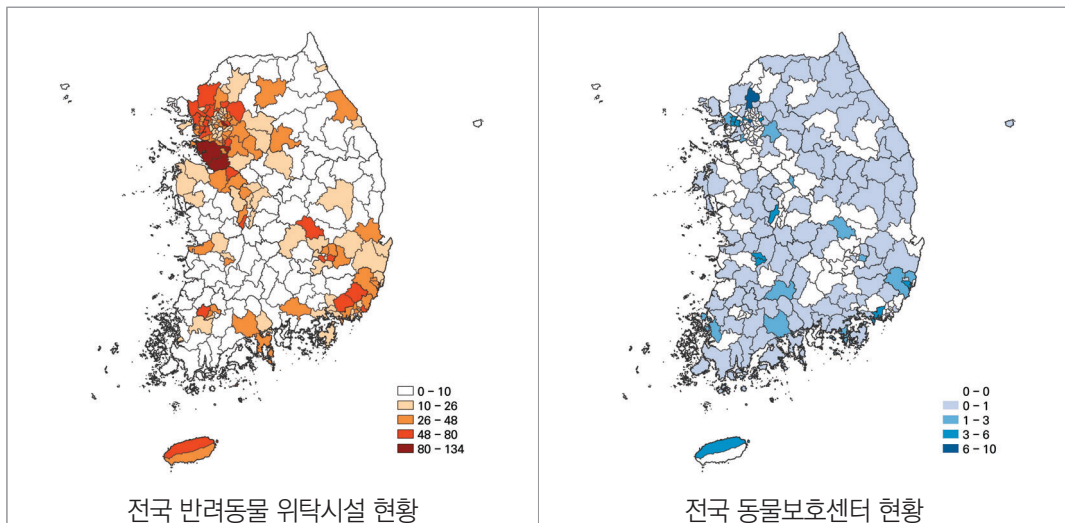 0 – 10
10 – 26
26 – 48
48 – 80
80 – 134
전국 반려동물 위탁시설 현황
0 – 0
0 – 1
1 – 3
3 – 6
6 – 10
전국 동물보호센터 현황